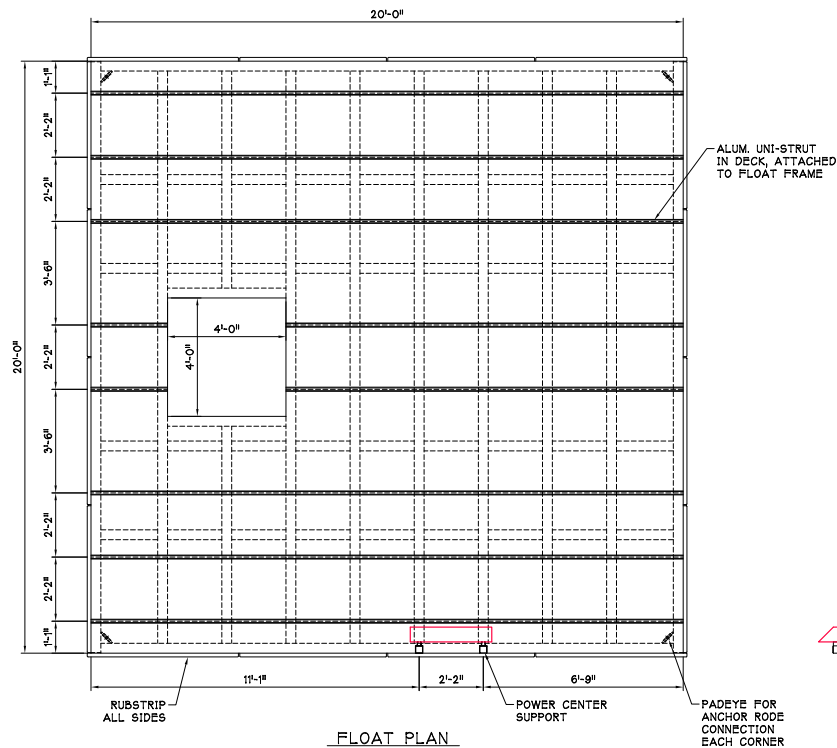 20'-0"
1'-1"
2'-2"
2'-2"
3'-6"
2'-2"
3'-6"
2'-2"
2'-2"
1'-1"
20'-0"
4'-0"
4'-0"
ALUM. UNI-STRUT
IN DECK, ATTACHED
TO FLOAT FRAME
11'-1"
2'-2"
6'-9"
RUBSTRIP
ALL SIDES
POWER CENTER
SUPPORT
PADEYE FOR
ANCHOR RODE
CONNECTION
EACH CORNER
FLOAT PLAN